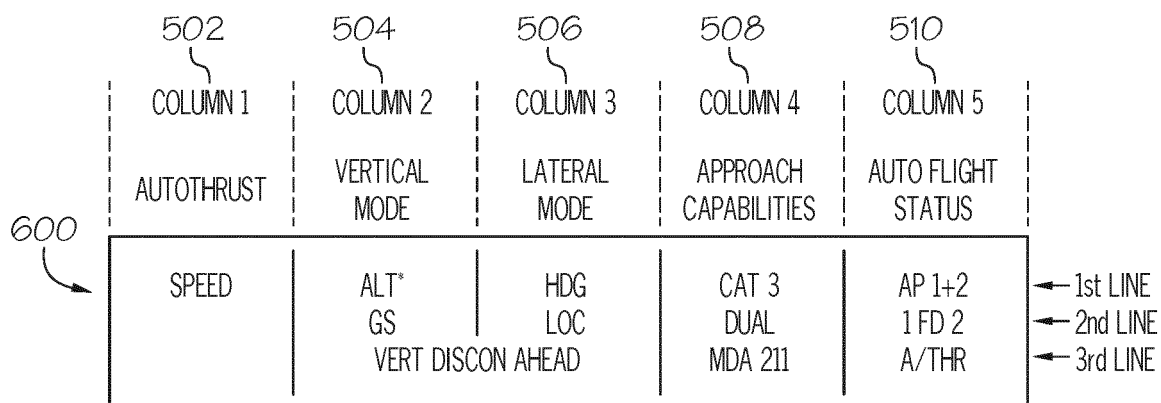 502 504 506 508 510
COLUMN 1 COLUMN 2 COLUMN 3 COLUMN 4 COLUMN 5
AUTOTHRUST VERTICAL MODE LATERAL MODE APPROACH CAPABILITIES AUTO FLIGHT STATUS
600
SPEED ALT* HDG CAT 3 AP 1+2 1st LINE
GS LOC DUAL 1 FD 2 2nd LINE
VERT DISCON AHEAD MDA 211 A/THR 3rd LINE